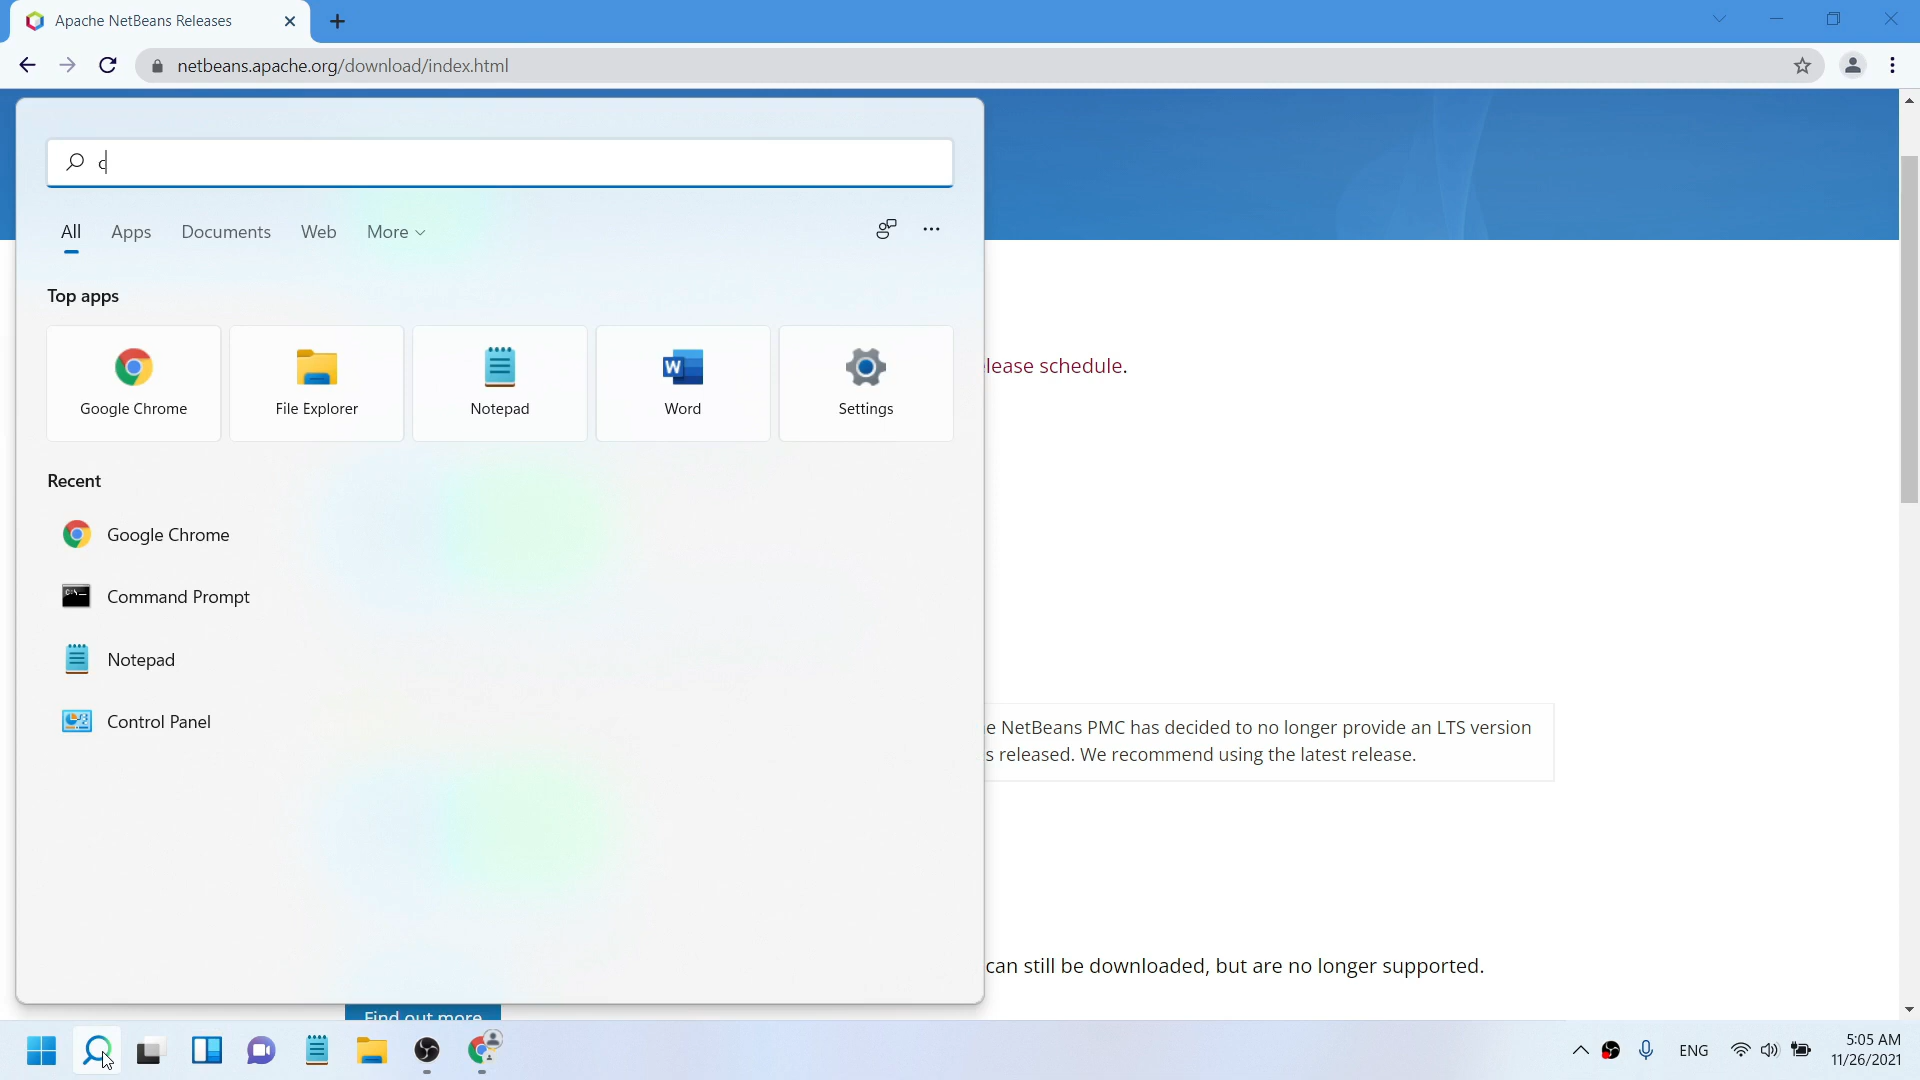 Apache NetBeans Releases
netbeans.apache.org/download/index.html
c
All Apps Documents Web More
Top apps
Google Chrome File Explorer Notepad Word Settings
lease schedule.
Recent
Google Chrome
Command Prompt
Notepad
Control Panel
e NetBeans PMC has decided to no longer provide an LTS version
s released. We recommend using the latest release.
can still be downloaded, but are no longer supported.
Find out more
ENG
5:05 AM
11/26/2021